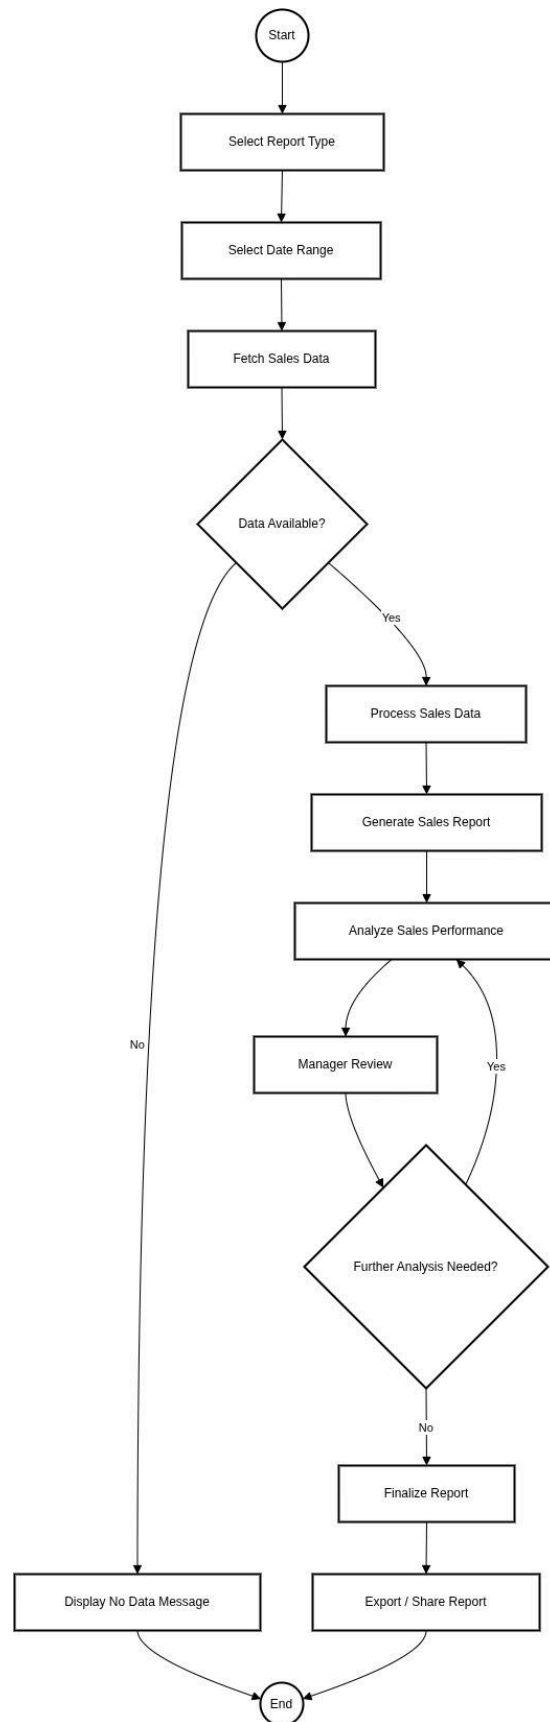 Start
Select Report Type
Select Date Range
Fetch Sales Data
Data Available?
Yes
Process Sales Data
Generate Sales Report
Analyze Sales Performance
No
Manager Review
Yes
Further Analysis Needed?
No
Finalize Report
Display No Data Message
Export / Share Report
End